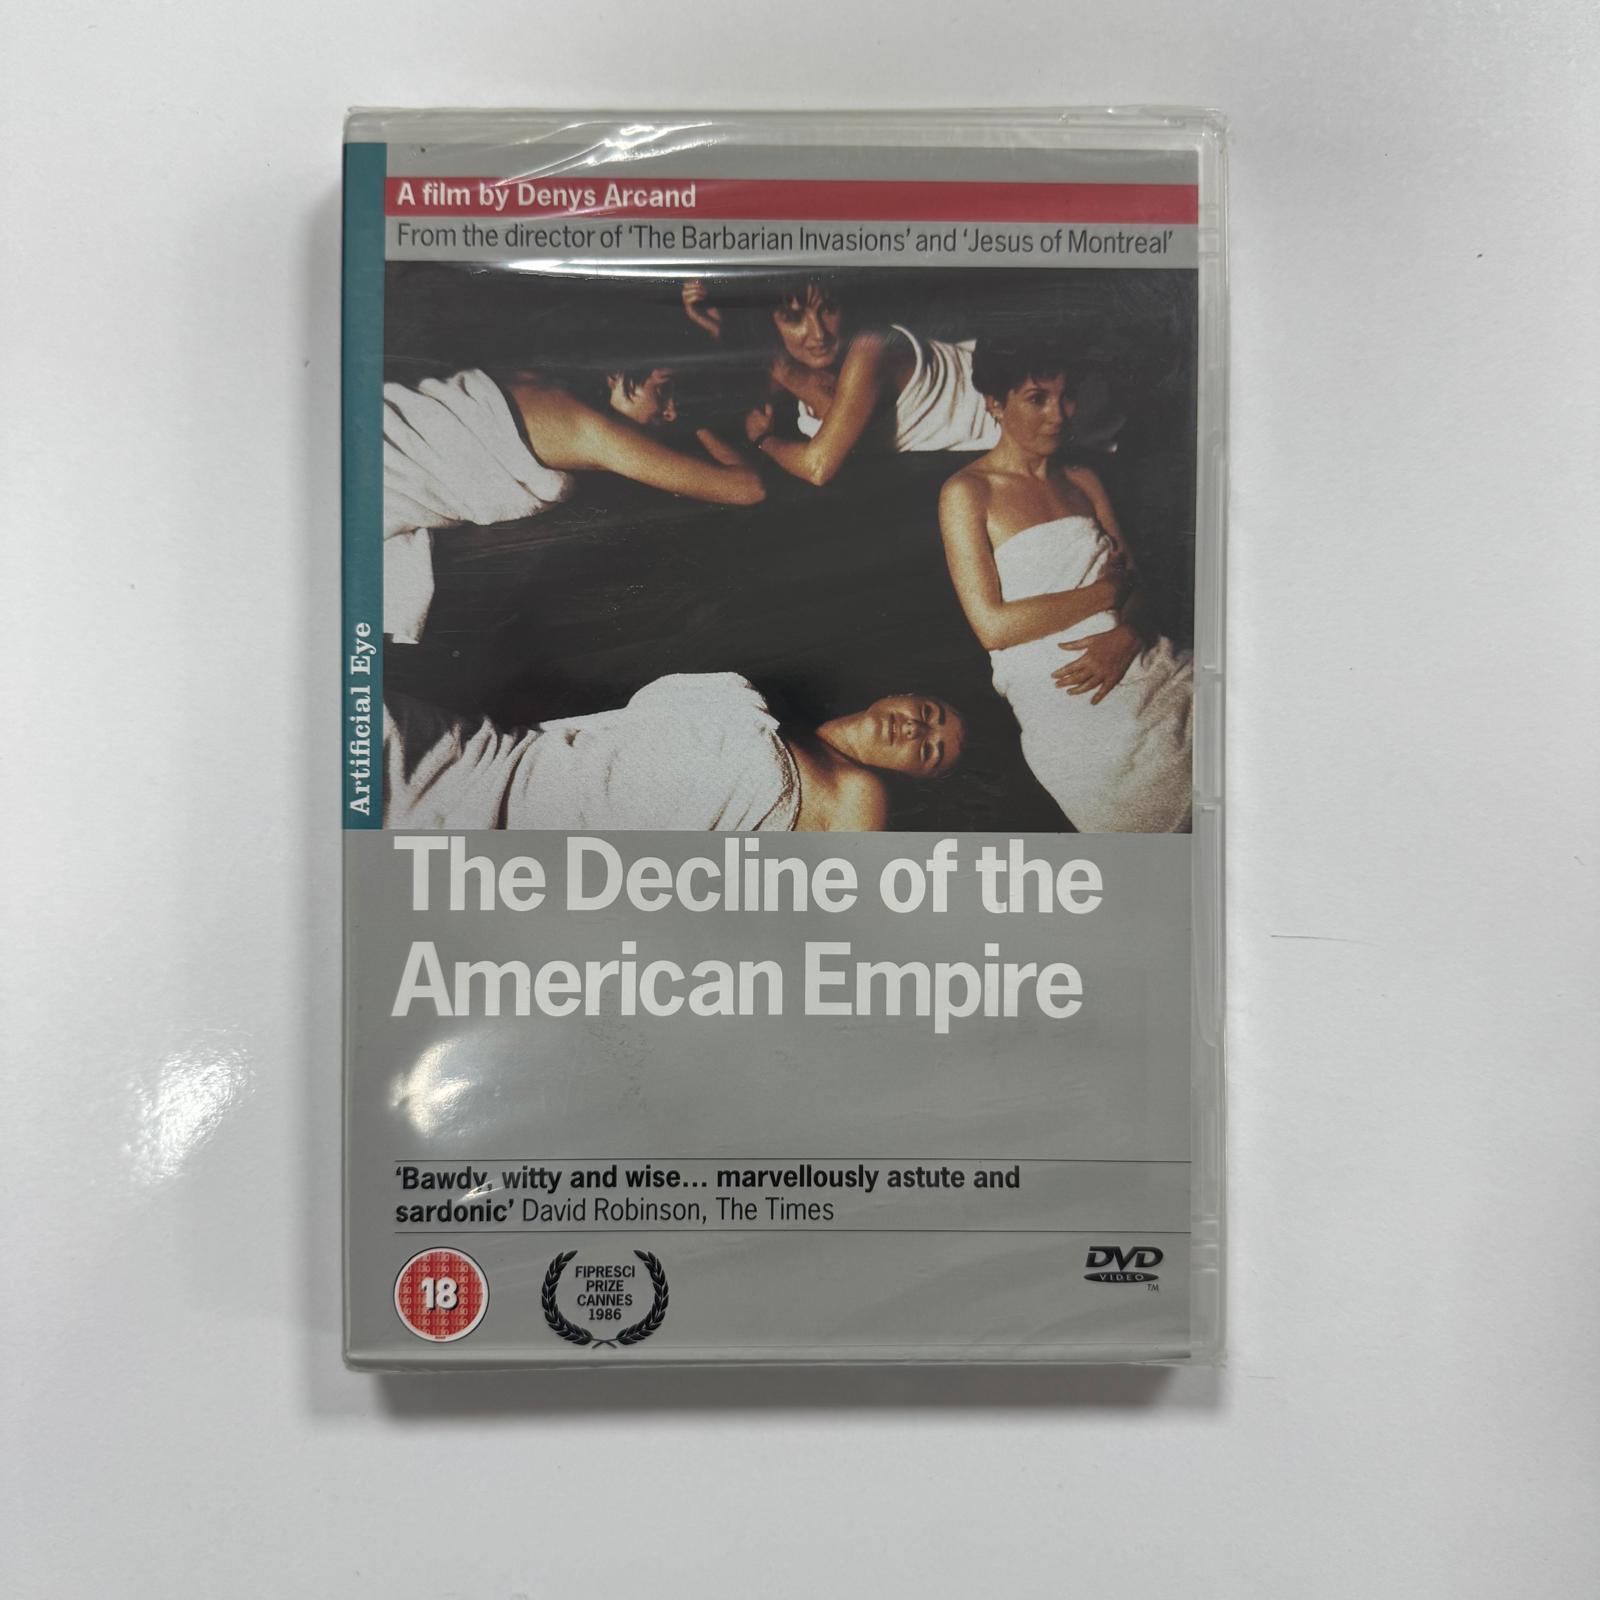 A film by Denys Arcand
From the director of ‘The Barbarian Invasions’ and ‘Jesus of Montreal’
Artificial Eye
The Decline of the
American Empire
‘Bawdy, witty and wise... marvellously astute and
sardonic’ David Robinson, The Times
18
FIPRESCI
PRIZE
CANNES
1986
DVD
VIDEO
TM